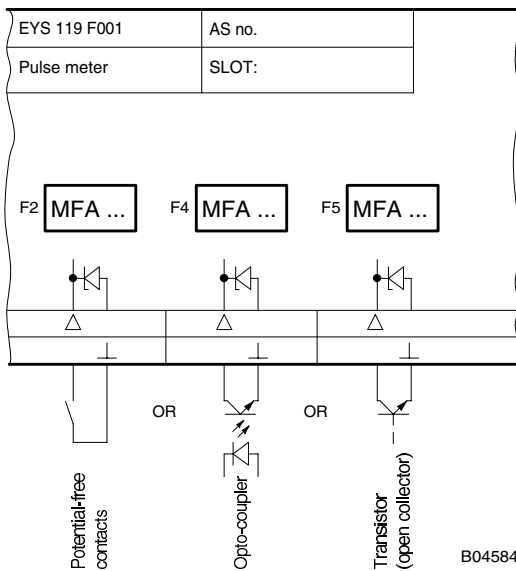 EYS 119 F001 AS no.
Pulse meter SLOT:
F2 MFA ... F4 MFA ... F5 MFA ...
OR OR
Potential-free
contacts
Opto-coupler
Transistor
(open collector)
B04584